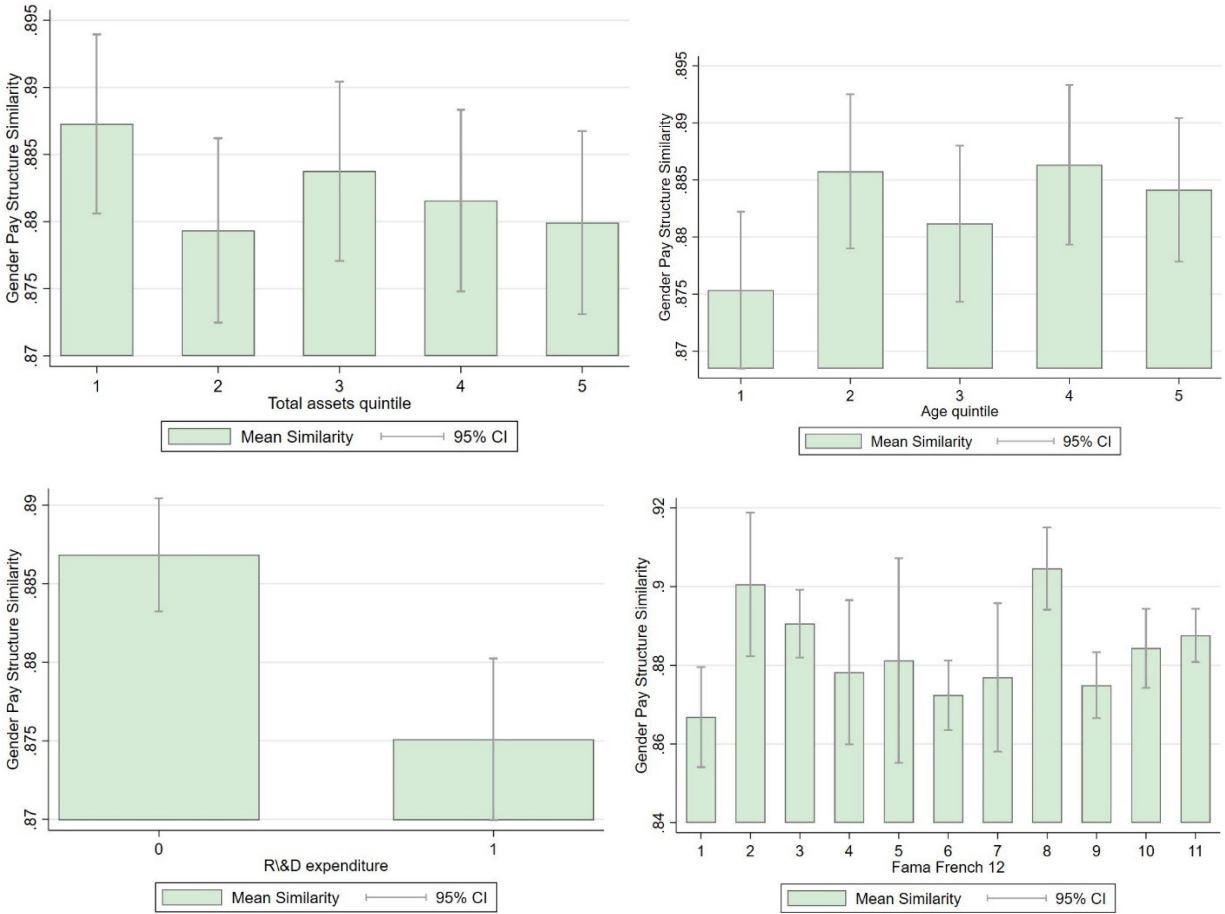 Gender Pay Structure Similarity
.895
.89
.885
.88
.875
.87
1 2 3 4 5
Total assets quintile
Mean Similarity 95% CI
Gender Pay Structure Similarity
.895
.89
.885
.88
.875
.87
1 2 3 4 5
Age quintile
Mean Similarity 95% CI
Gender Pay Structure Similarity
.89
.885
.88
.875
.87
0 1
R\&D expenditure
Mean Similarity 95% CI
Gender Pay Structure Similarity
.92
.9
.88
.86
.84
1 2 3 4 5 6 7 8 9 10 11
Fama French 12
Mean Similarity 95% CI